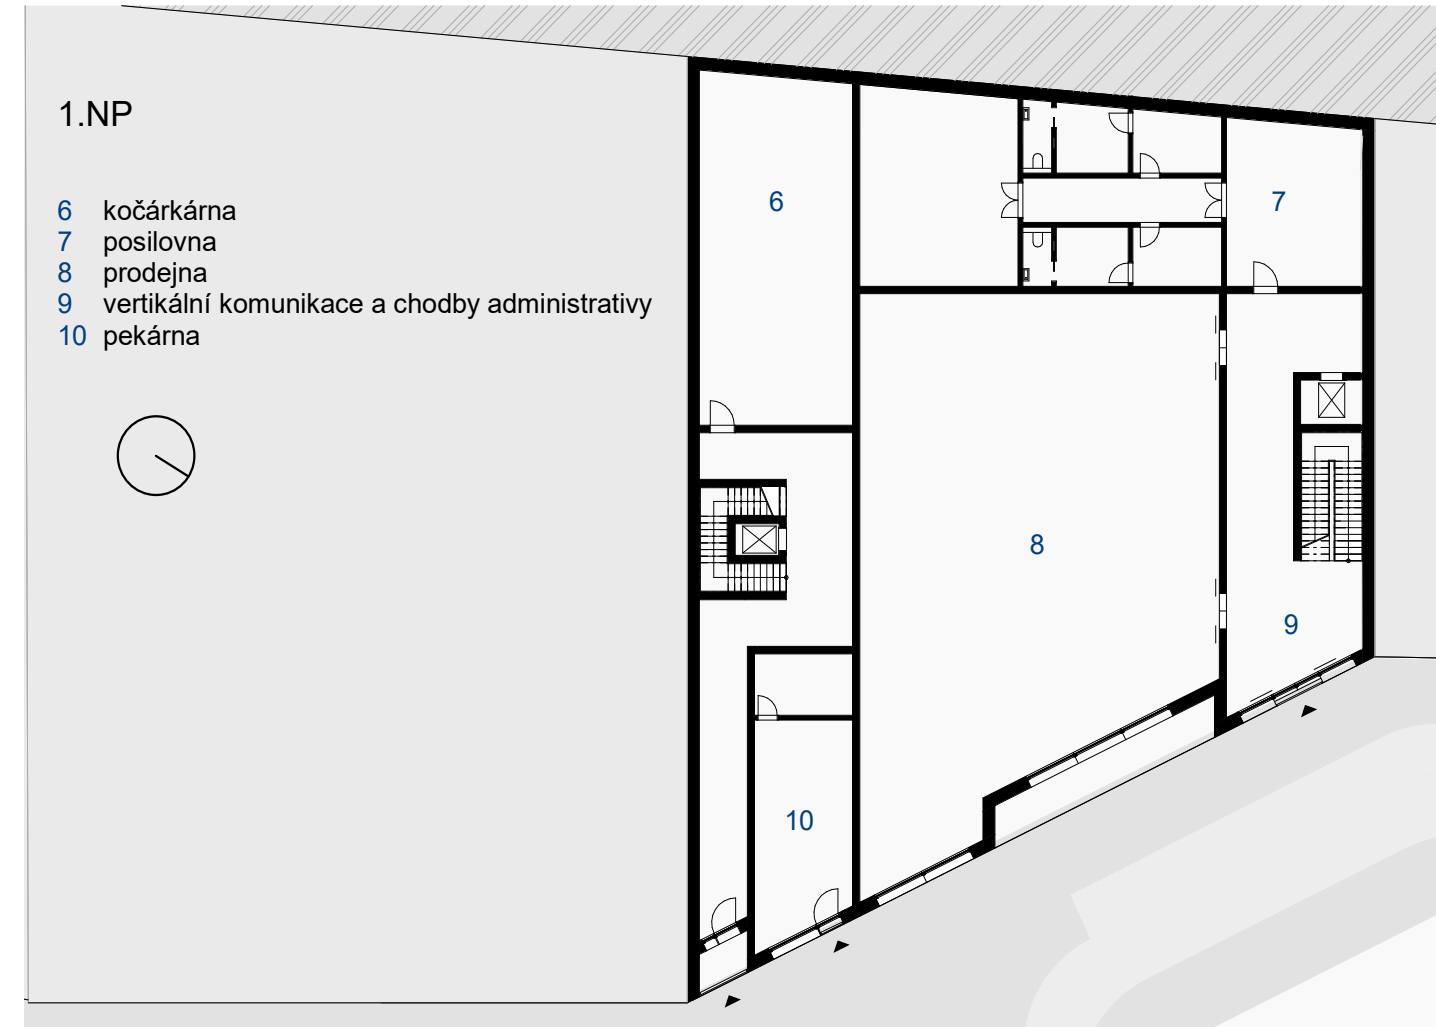 1.NP
6 kočárkárna
7 posilovna
8 prodejna
9 vertikální komunikace a chodby administrativy
10 pekárna
6
7
8
9
10